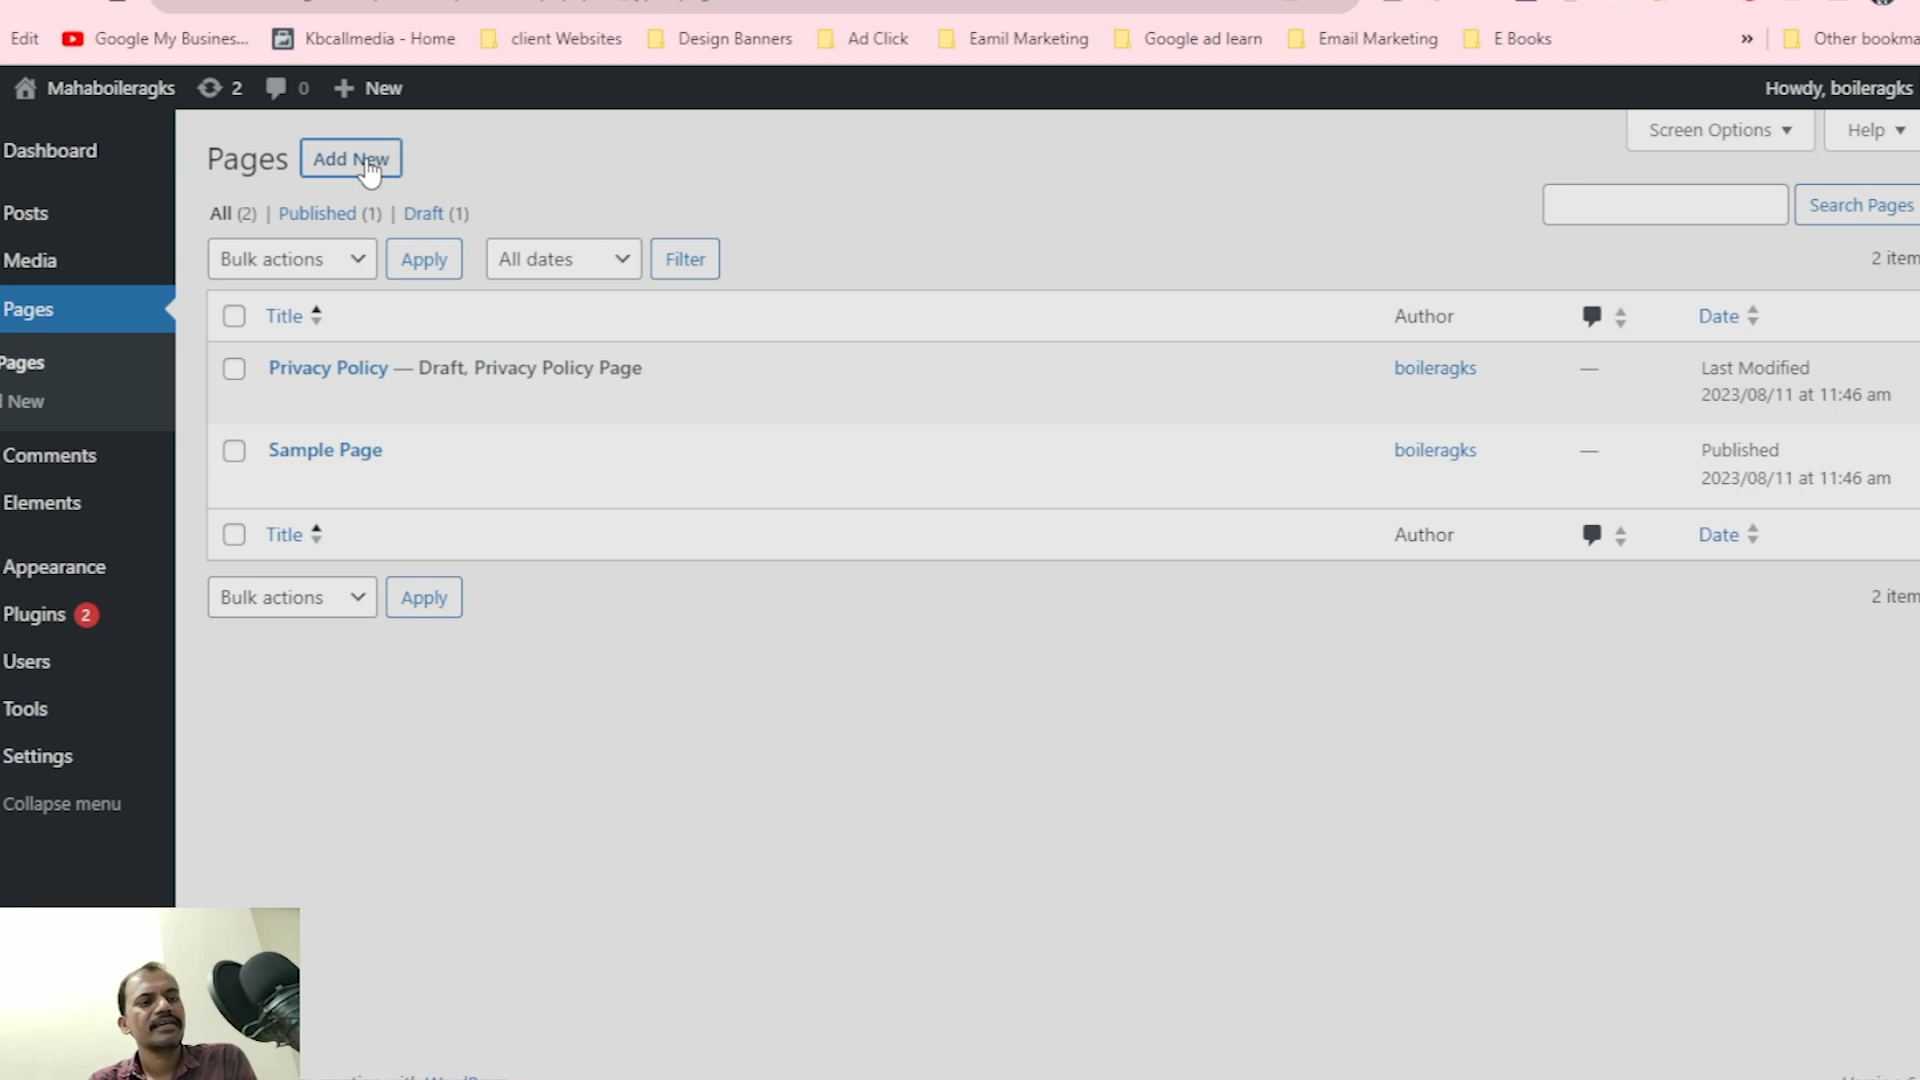 Edit Google My Busines... Kbcallmedia - Home client Websites Design Banners Ad Click Eamil Marketing Google ad learn Email Marketing E Books » Other bookma
Mahaboileragks 2 0 + New Howdy, boileragks
Screen Options ▼ Help ▼
Dashboard
Posts
Media
Pages
Pages
l New
Comments
Elements
Appearance
Plugins 2
Users
Tools
Settings
Collapse menu
Pages Add New
All (2) | Published (1) | Draft (1)
Search Pages
Bulk actions Apply All dates Filter 2 item
Title Author Date
Privacy Policy — Draft, Privacy Policy Page boileragks — Last Modified
2023/08/11 at 11:46 am
Sample Page boileragks — Published
2023/08/11 at 11:46 am
Title Author Date
Bulk actions Apply 2 item